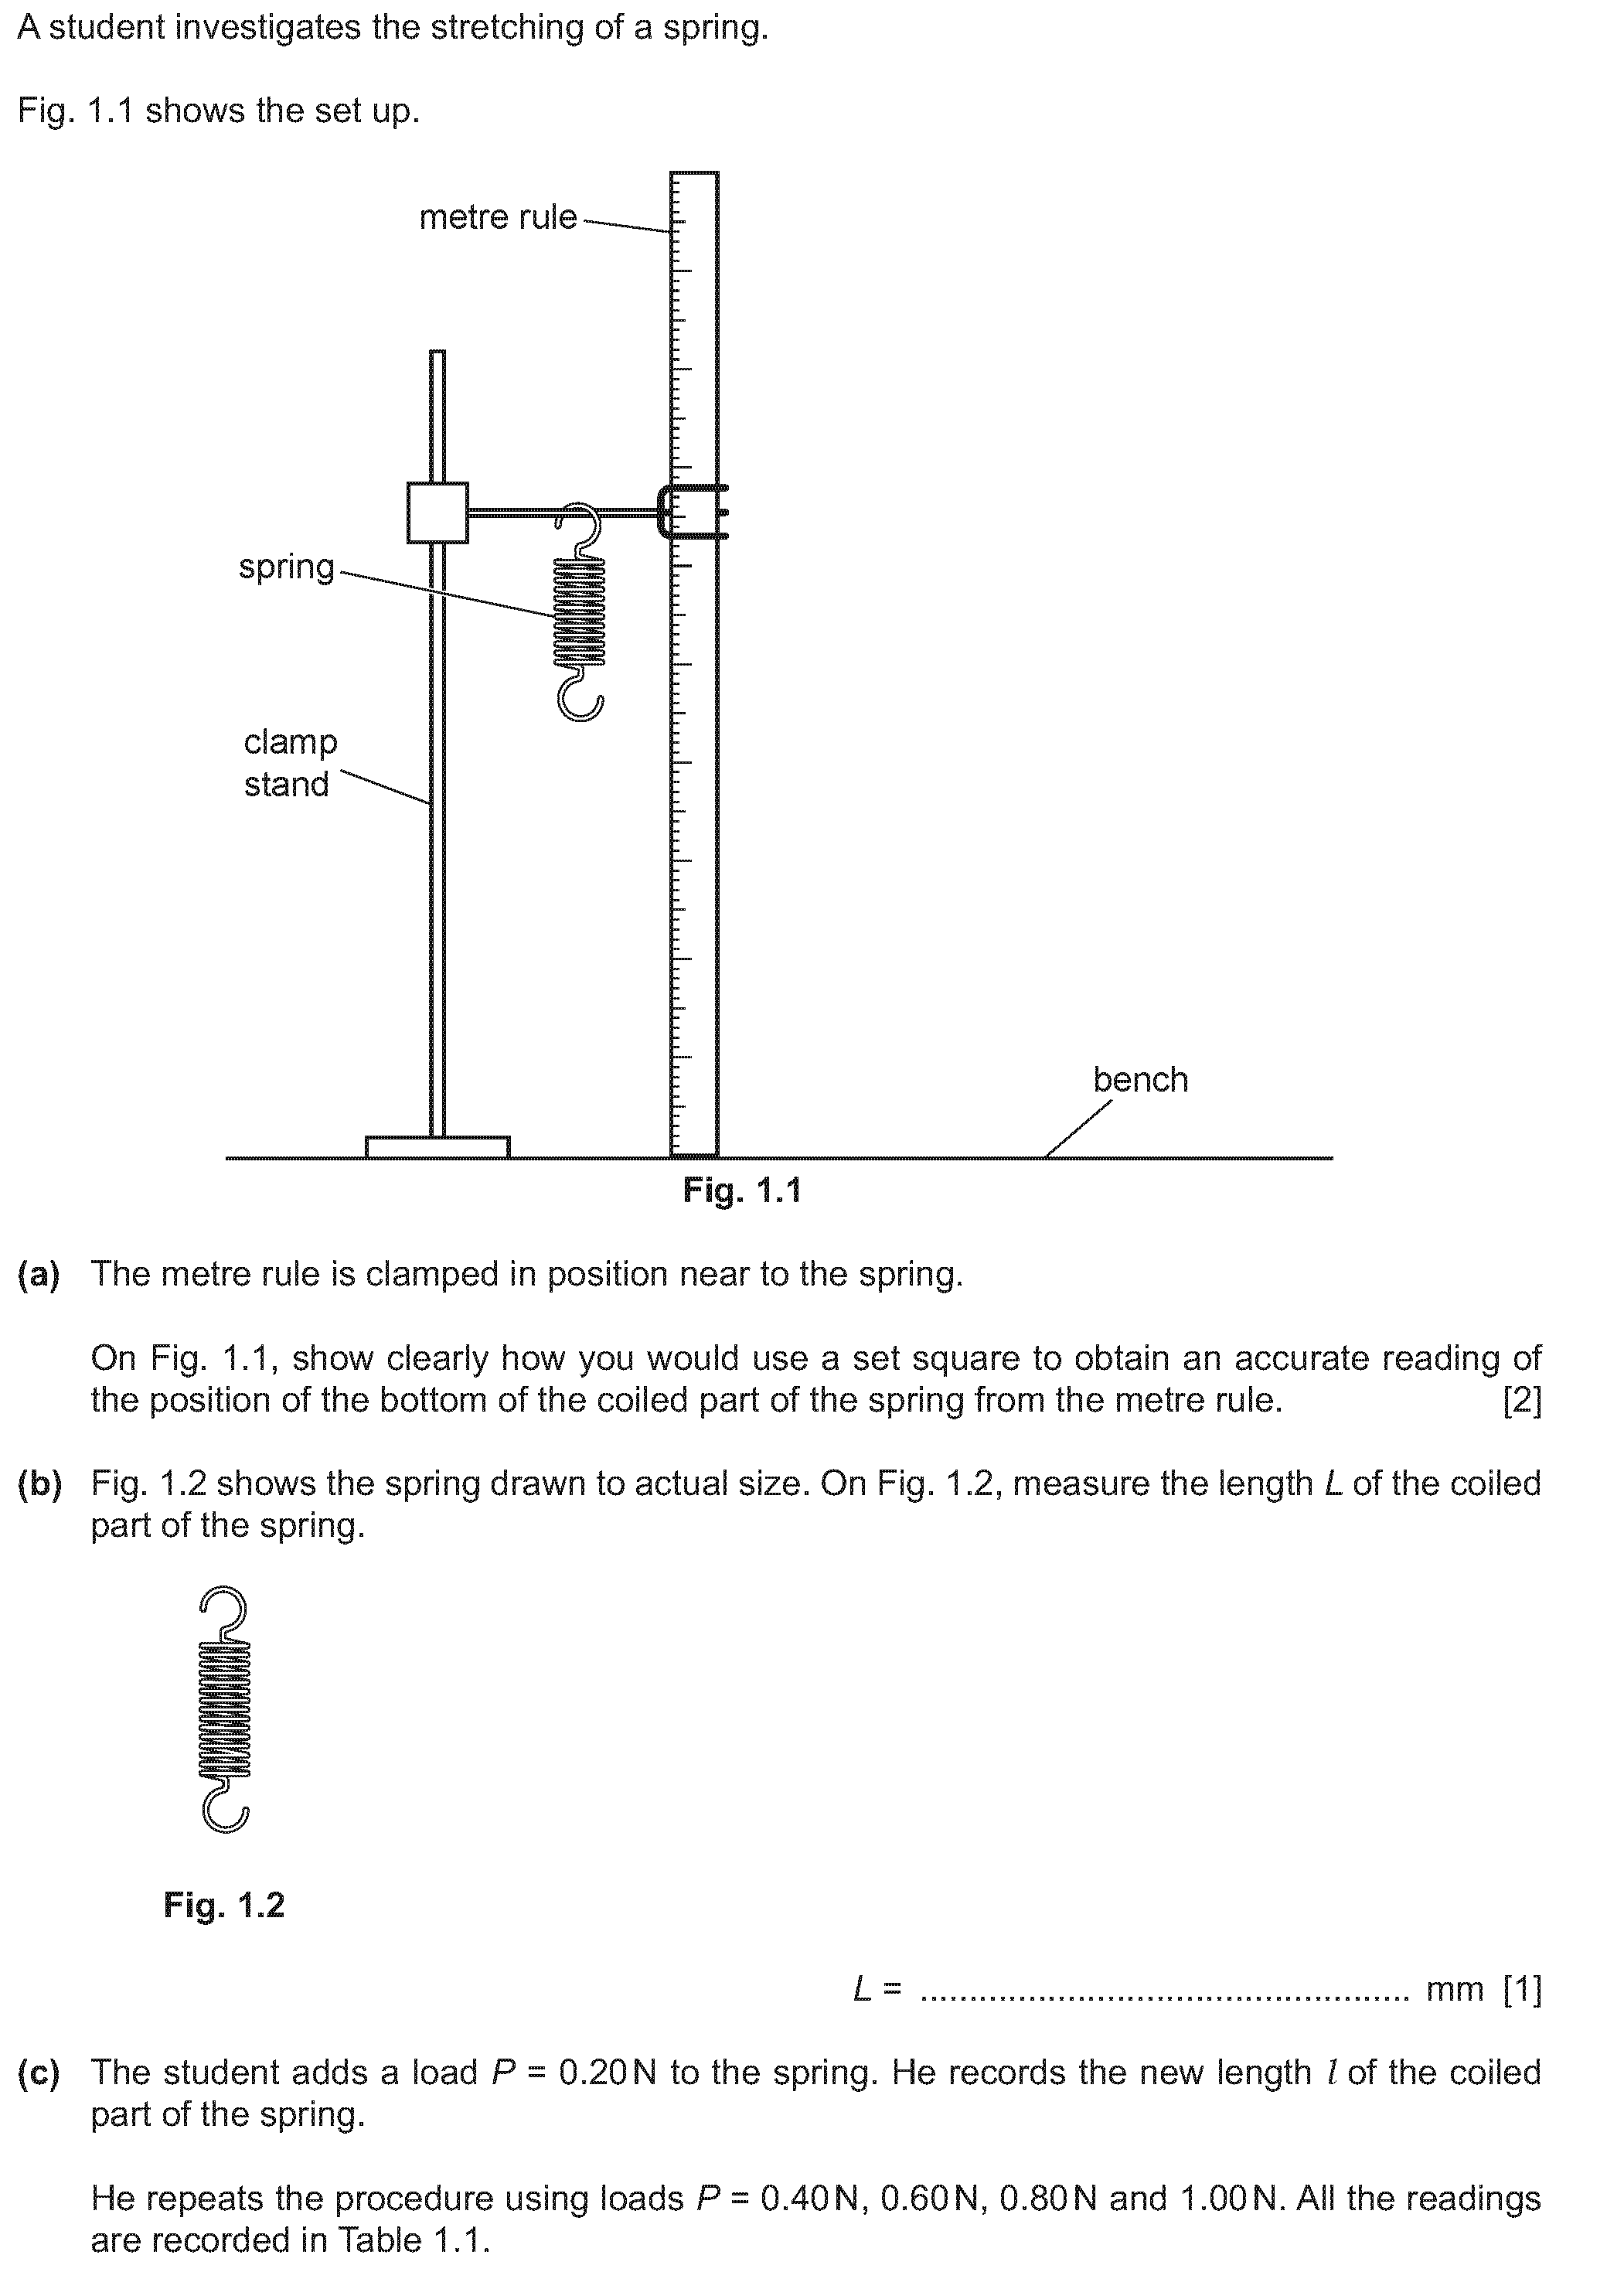 A student investigates the stretching of a spring.
Fig. 1.1 shows the set up.
metre rule
spring
clamp
stand
bench
Fig. 1.1
(a) The metre rule is clamped in position near to the spring.
On Fig. 1.1, show clearly how you would use a set square to obtain an accurate reading of
the position of the bottom of the coiled part of the spring from the metre rule. [2]
(b) Fig. 1.2 shows the spring drawn to actual size. On Fig. 1.2, measure the length L of the coiled
part of the spring.
Fig. 1.2
L = ................................................. mm [1]
(c) The student adds a load P = 0.20 N to the spring. He records the new length l of the coiled
part of the spring.
He repeats the procedure using loads P = 0.40 N, 0.60 N, 0.80 N and 1.00 N. All the readings
are recorded in Table 1.1.